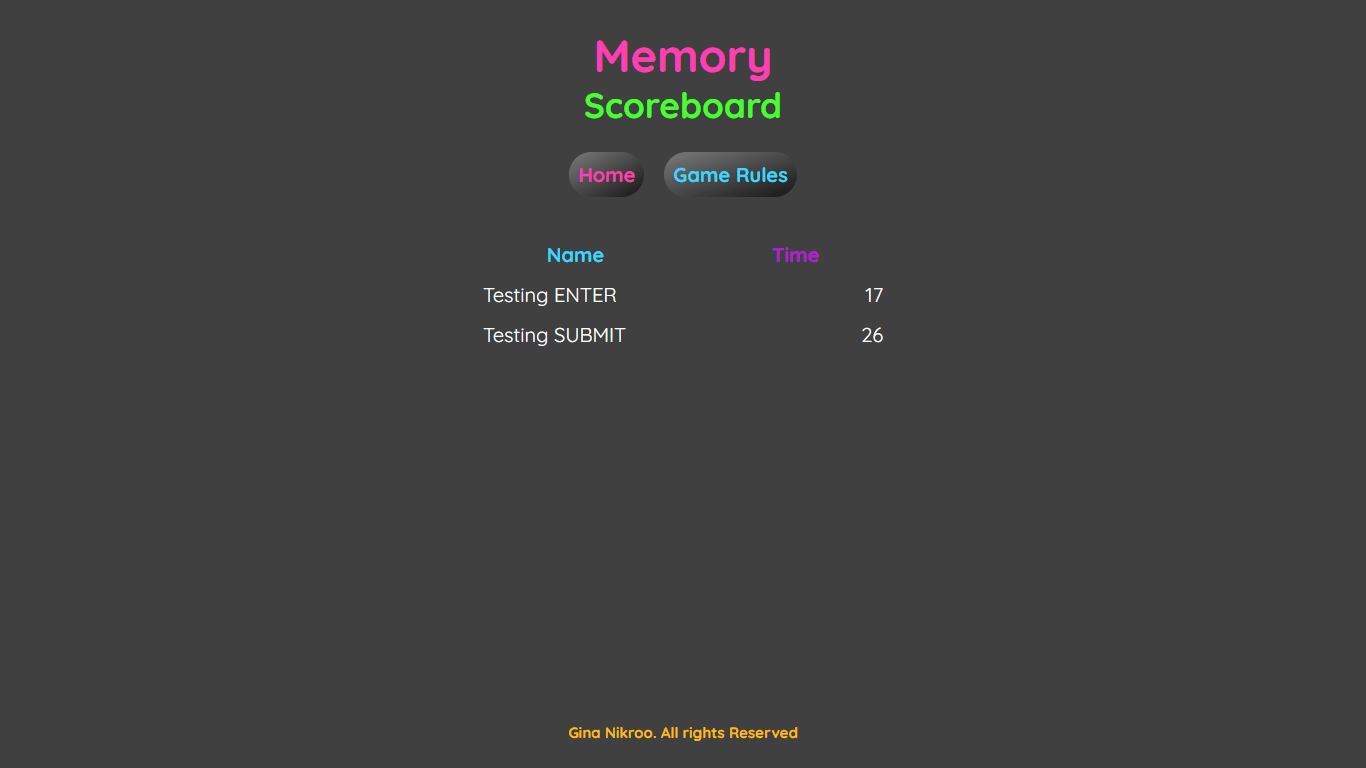 Memory
Scoreboard
Home Game Rules
Name Time
Testing ENTER 17
Testing SUBMIT 26
Gina Nikroo. All rights Reserved